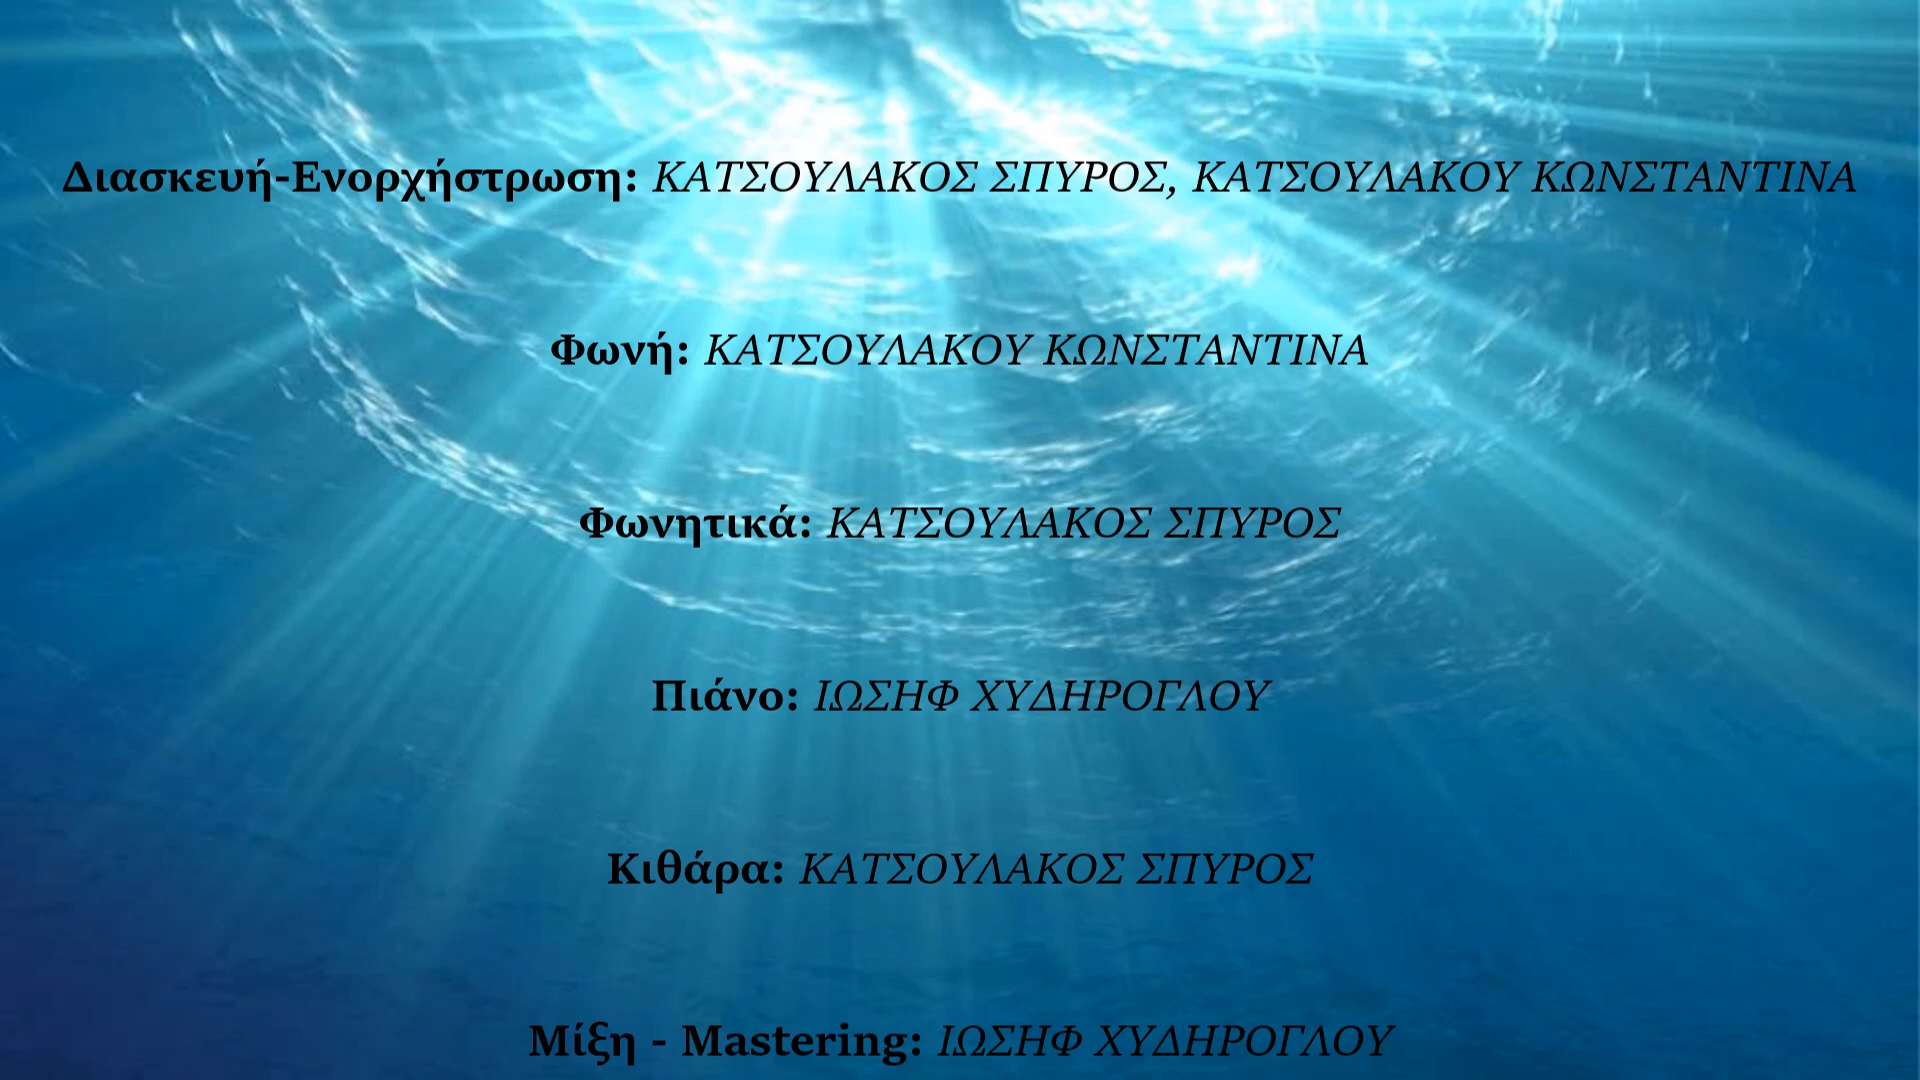 Διασκευή-Ενορχήστρωση: ΚΑΤΣΟΥΛΑΚΟΣ ΣΠΥΡΟΣ, ΚΑΤΣΟΥΛΑΚΟΥ ΚΩΝΣΤΑΝΤΙΝΑ
Φωνή: ΚΑΤΣΟΥΛΑΚΟΥ ΚΩΝΣΤΑΝΤΙΝΑ
Φωνητικά: ΚΑΤΣΟΥΛΑΚΟΣ ΣΠΥΡΟΣ
Πιάνο: ΙΩΣΗΦ ΧΥΔΗΡΟΓΛΟΥ
Κιθάρα: ΚΑΤΣΟΥΛΑΚΟΣ ΣΠΥΡΟΣ
Μίξη - Mastering: ΙΩΣΗΦ ΧΥΔΗΡΟΓΛΟΥ